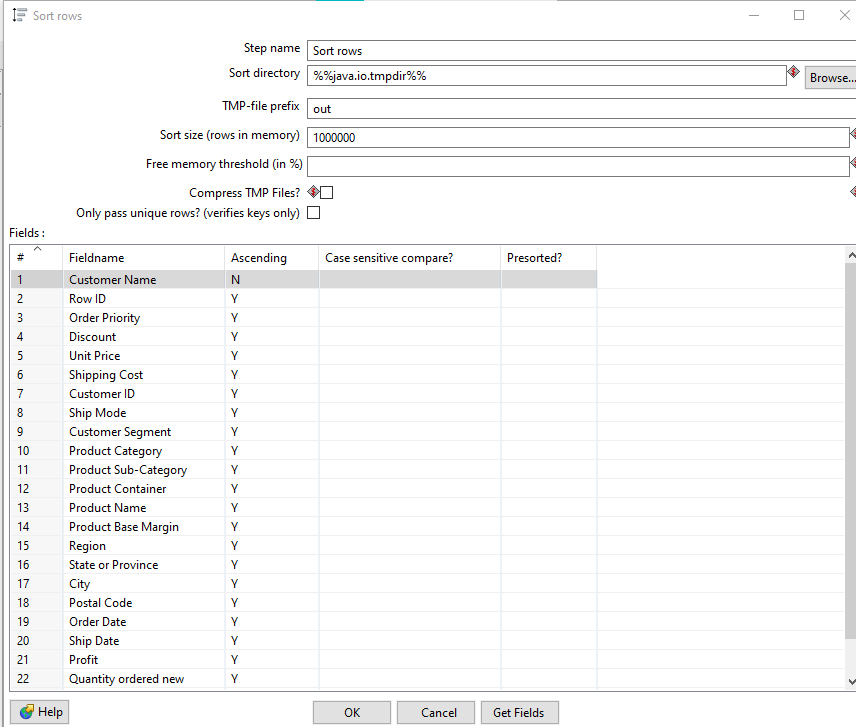 Sort rows
Step name Sort rows
Sort directory %%java.io.tmpdir%% Browse...
TMP-file prefix out
Sort size (rows in memory) 1000000
Free memory threshold (in %)
Compress TMP Files?
Only pass unique rows? (verifies keys only)
Fields :
# Fieldname Ascending Case sensitive compare? Presorted?
1 Customer Name N
2 Row ID Y
3 Order Priority Y
4 Discount Y
5 Unit Price Y
6 Shipping Cost Y
7 Customer ID Y
8 Ship Mode Y
9 Customer Segment Y
10 Product Category Y
11 Product Sub-Category Y
12 Product Container Y
13 Product Name Y
14 Product Base Margin Y
15 Region Y
16 State or Province Y
17 City Y
18 Postal Code Y
19 Order Date Y
20 Ship Date Y
21 Profit Y
22 Quantity ordered new Y
Help OK Cancel Get Fields